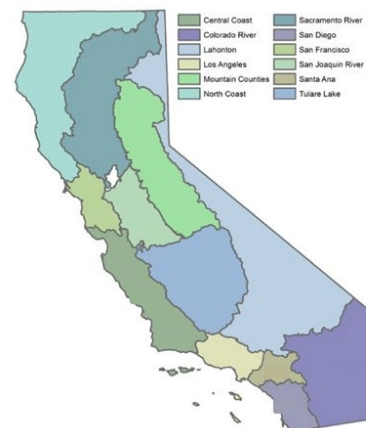 Central Coast
Colorado River
Lahonton
Los Angeles
Mountain Counties
North Coast
Sacramento River
San Diego
San Francisco
San Joaquin River
Santa Ana
Tulare Lake